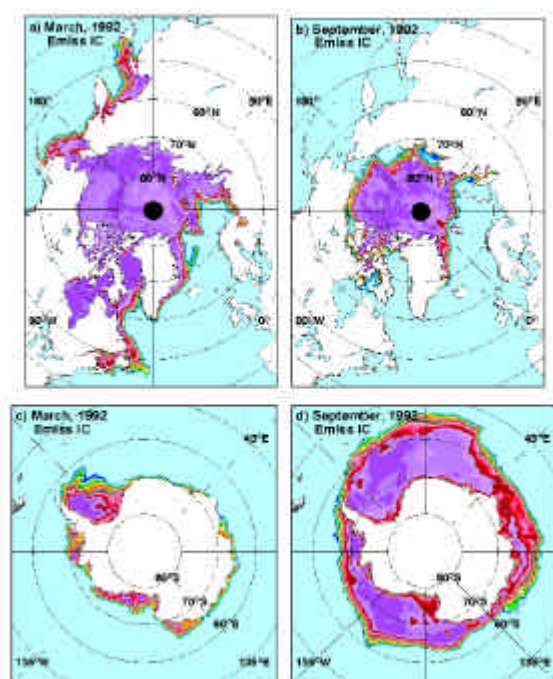 a) March, 1992
Emiss IC
180°
90°E
60°N
70°N
80°N
90°W
0°
b) September, 1992
Emiss IC
180°
90°E
60°N
70°N
80°N
90°W
0°
c) March, 1992
Emiss IC
45°E
80°S
70°S
60°S
135°W
135°E
d) September, 1992
Emiss IC
45°E
80°S
70°S
60°S
135°W
135°E